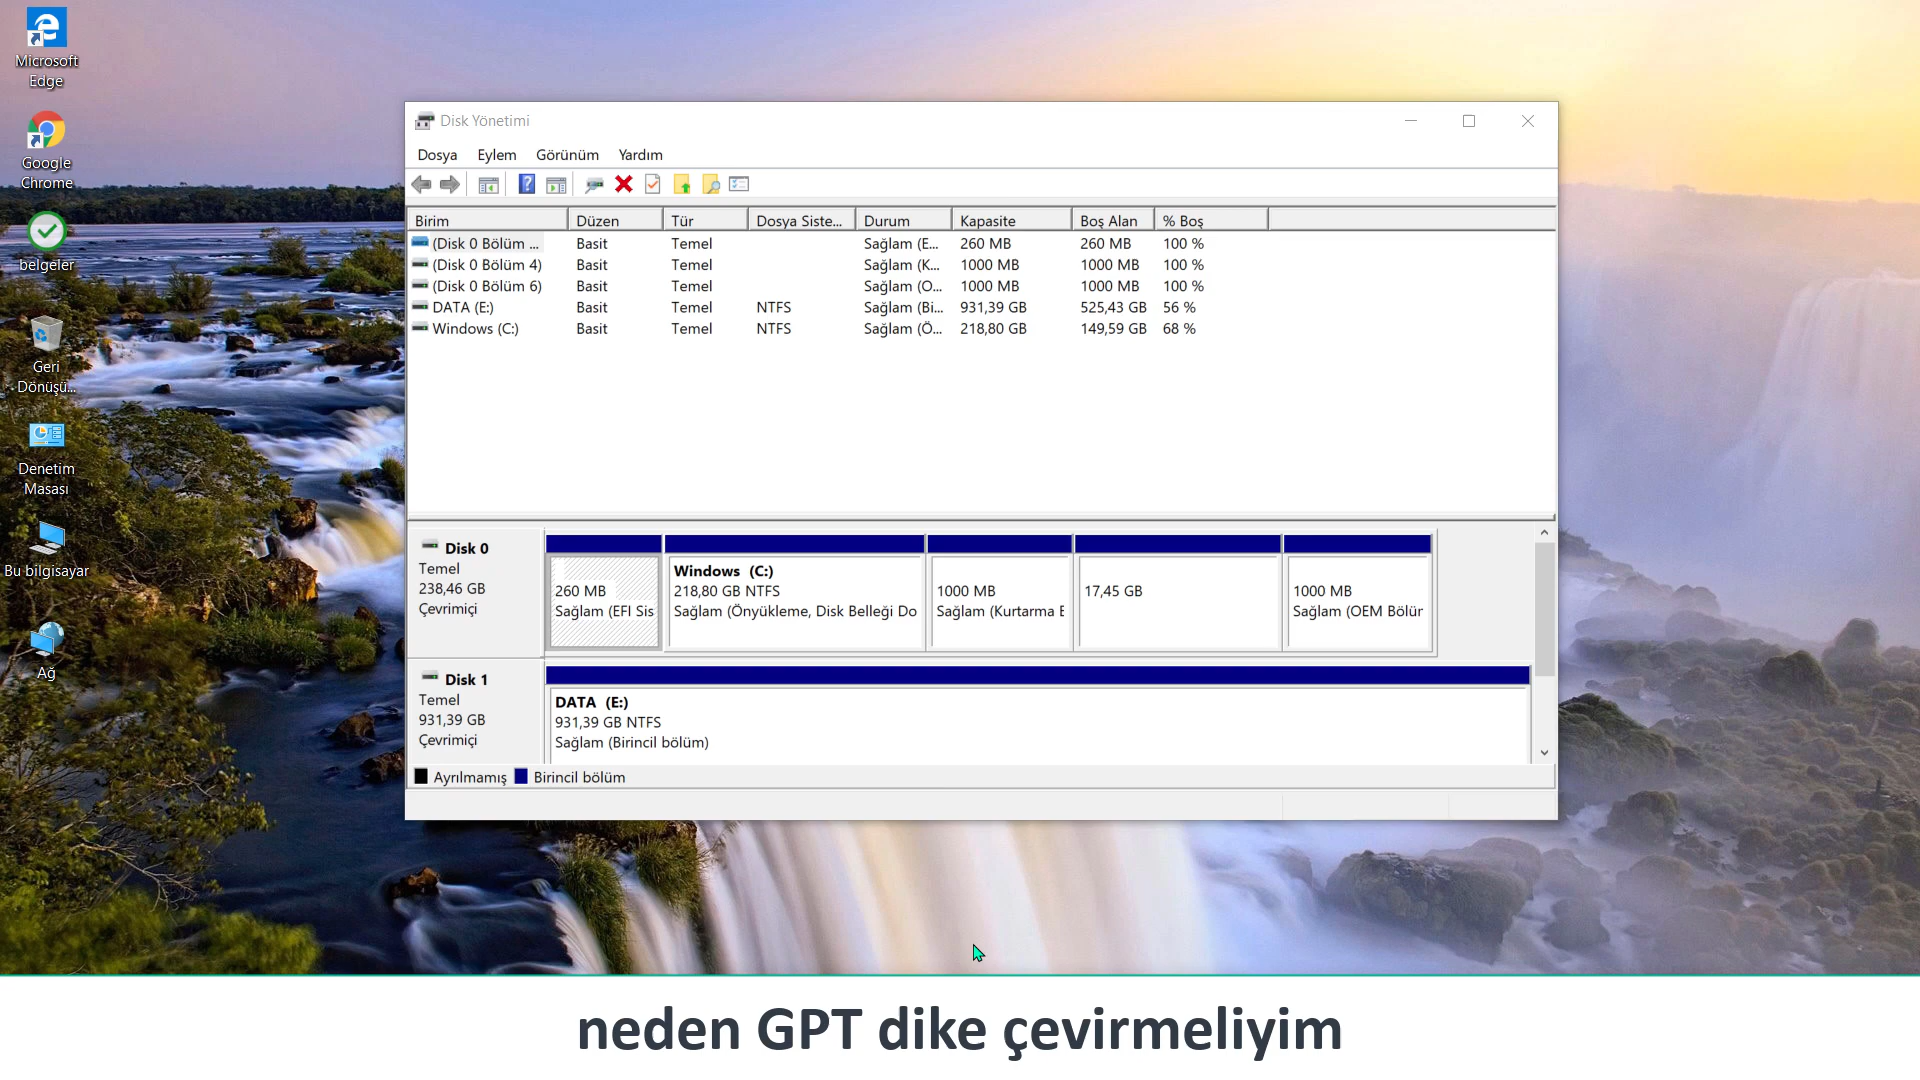 Microsoft
Edge
Google
Chrome
belgeler
Geri
Dönüşü...
Denetim
Masası
Bu bilgisayar
Ağ
Disk Yönetimi
Dosya Eylem Görünüm Yardım
Birim Düzen Tür Dosya Siste... Durum Kapasite Boş Alan % Boş
(Disk 0 Bölüm ... Basit Temel Sağlam (E... 260 MB 260 MB 100 %
(Disk 0 Bölüm 4) Basit Temel Sağlam (K... 1000 MB 1000 MB 100 %
(Disk 0 Bölüm 6) Basit Temel Sağlam (O... 1000 MB 1000 MB 100 %
DATA (E:) Basit Temel NTFS Sağlam (Bi... 931,39 GB 525,43 GB 56 %
Windows (C:) Basit Temel NTFS Sağlam (Ö... 218,80 GB 149,59 GB 68 %
Disk 0
Temel
238,46 GB
Çevrimiçi
260 MB
Sağlam (EFI Sis
Windows (C:)
218,80 GB NTFS
Sağlam (Önyükleme, Disk Belleği Do
1000 MB
Sağlam (Kurtarma E
17,45 GB
1000 MB
Sağlam (OEM Bölür
Disk 1
Temel
931,39 GB
Çevrimiçi
DATA (E:)
931,39 GB NTFS
Sağlam (Birincil bölüm)
Ayrılmamış Birincil bölüm
neden GPT dike çevirmeliyim